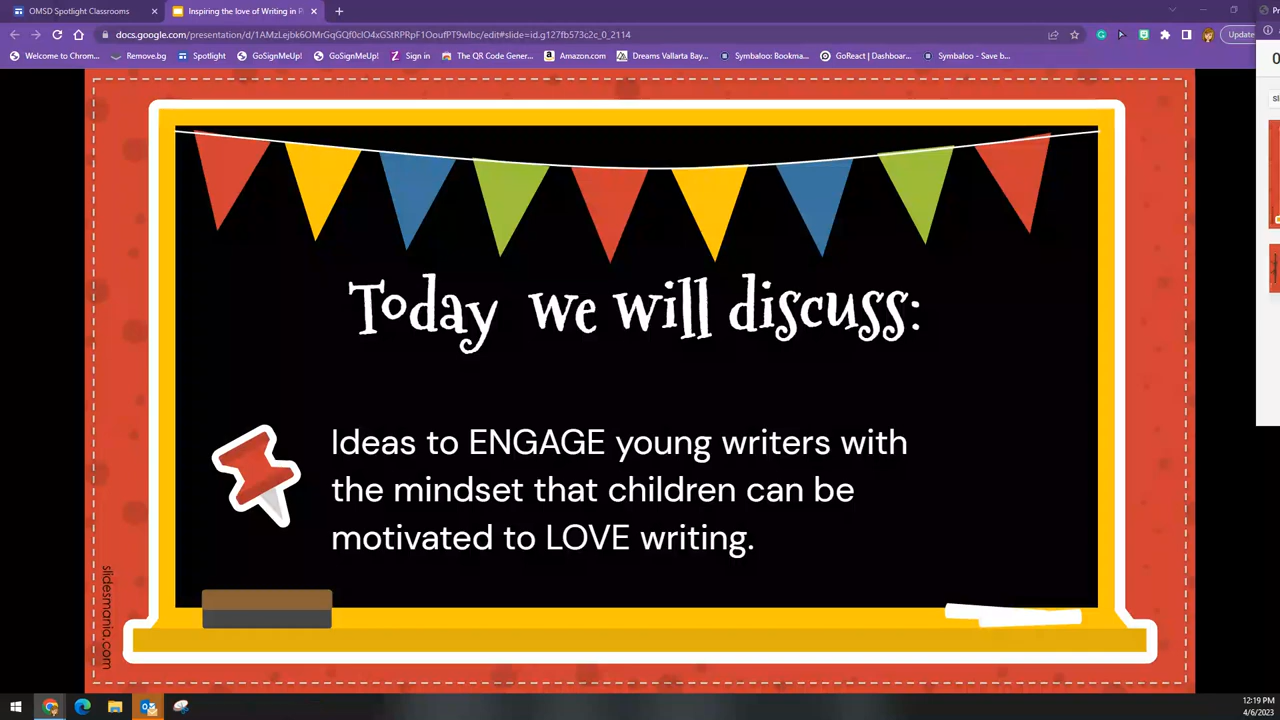 OMSD Spotlight Classrooms
Inspiring the love of Writing in P
docs.google.com/presentation/d/1AMzLejbk6OMrGqGQf0clO4xGStRPRpF1OoufPT9wIbc/edit#slide=id.g127fb573c2c_0_2114
Update
Welcome to Chrom...
Remove.bg
Spotlight
GoSignMeUp!
GoSignMeUp!
Sign in
The QR Code Gener...
Amazon.com
Dreams Vallarta Bay...
Symbaloo: Bookma...
GoReact | Dashboar...
Symbaloo - Save b...
Today we will discuss:
Ideas to ENGAGE young writers with
the mindset that children can be
motivated to LOVE writing.
slidesmania.com
12:19 PM
4/6/2023